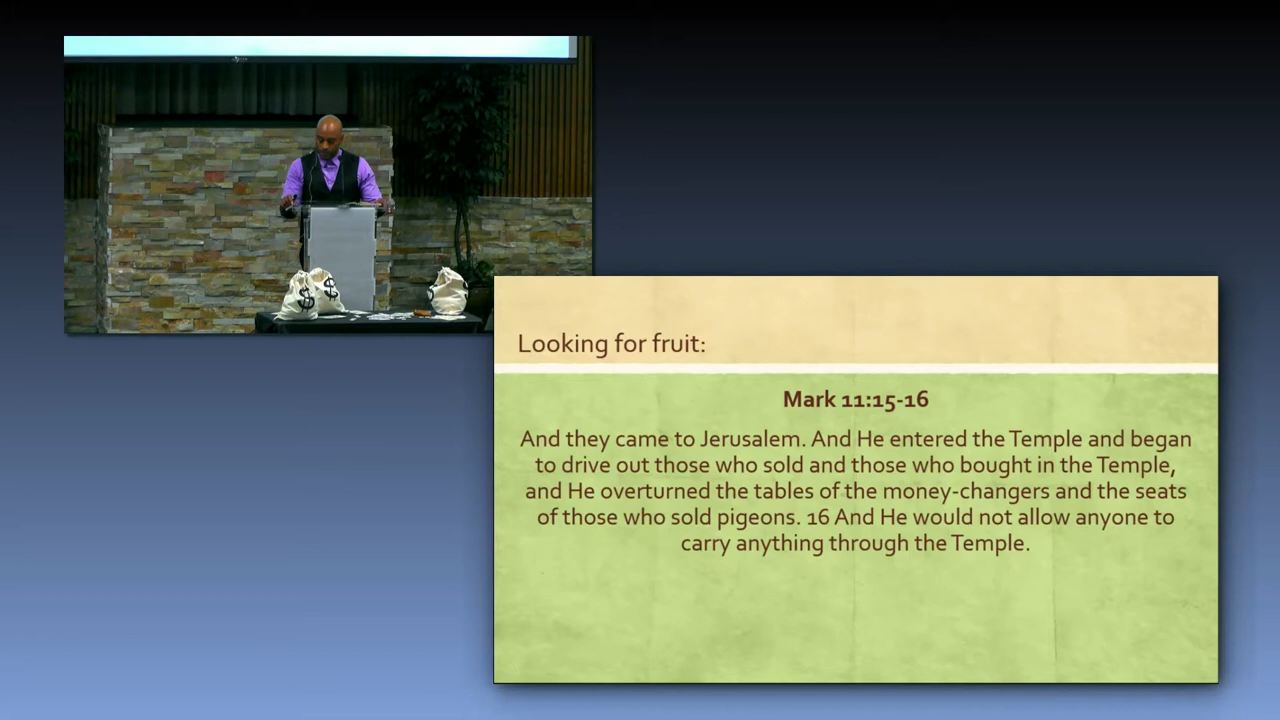 $
$
Looking for fruit:
Mark 11:15-16
And they came to Jerusalem. And He entered the Temple and began
to drive out those who sold and those who bought in the Temple,
and He overturned the tables of the money-changers and the seats
of those who sold pigeons. 16 And He would not allow anyone to
carry anything through the Temple.